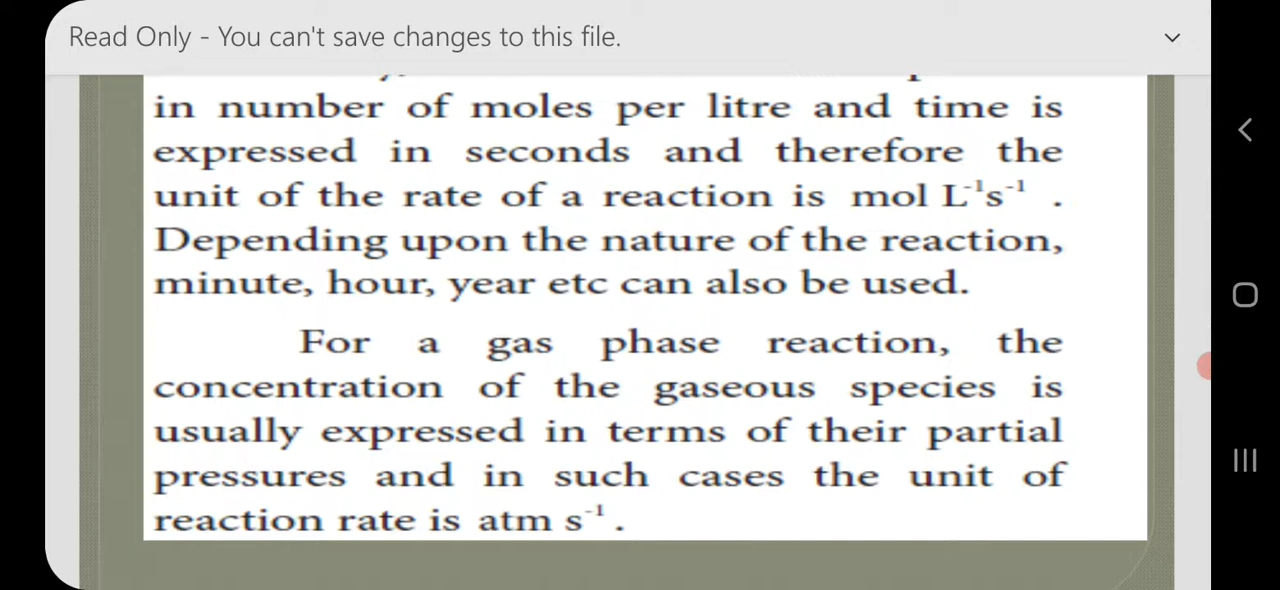 Read Only - You can't save changes to this file.
in number of moles per litre and time is
expressed in seconds and therefore the
unit of the rate of a reaction is mol L⁻¹s⁻¹ .
Depending upon the nature of the reaction,
minute, hour, year etc can also be used.
For a gas phase reaction, the
concentration of the gaseous species is
usually expressed in terms of their partial
pressures and in such cases the unit of
reaction rate is atm s⁻¹ .